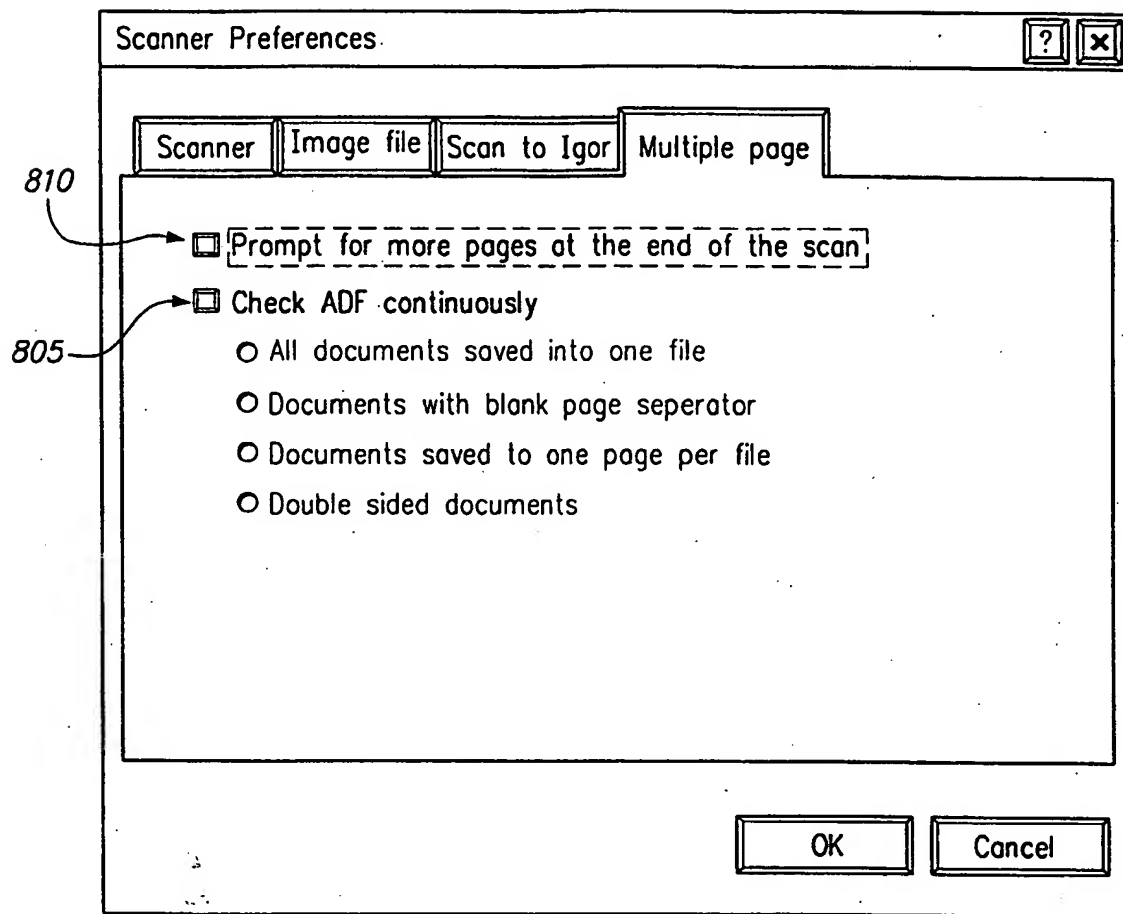 Scanner Preferences
? x
Scanner Image file Scan to Igor Multiple page
810
Prompt for more pages at the end of the scan
Check ADF continuously
805
All documents saved into one file
Documents with blank page seperator
Documents saved to one page per file
Double sided documents
OK Cancel